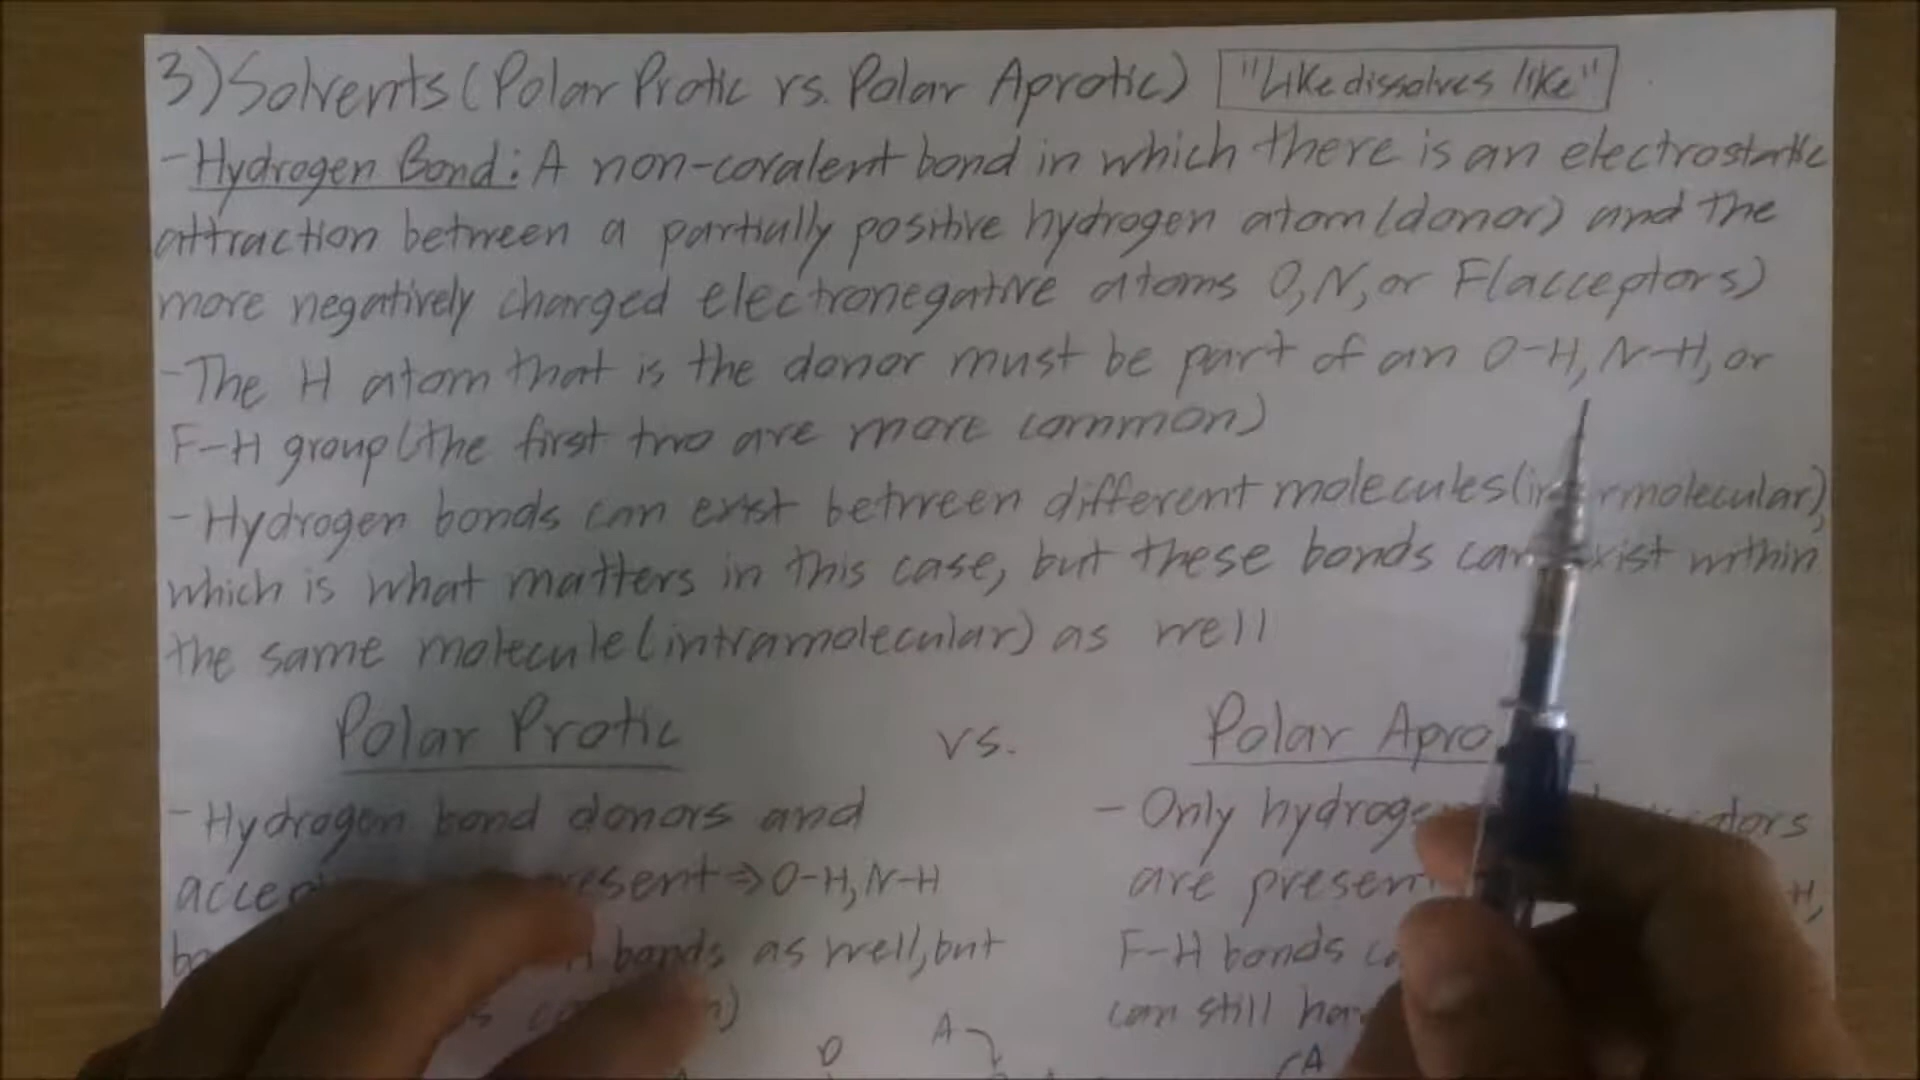 3) Solvents (Polar Protic vs. Polar Aprotic) "Like dissolves like"
- Hydrogen Bond: A non-covalent bond in which there is an electrostatic
attraction between a partially positive hydrogen atom (donor) and the
more negatively charged electronegative atoms O, N, or F (acceptors)
- The H atom that is the donor must be part of an O-H, N-H, or
F-H group (the first two are more common)
- Hydrogen bonds can exist between different molecules (intermolecular),
which is what matters in this case, but these bonds can exist within
the same molecule (intramolecular) as well
Polar Protic vs. Polar Apro
- Hydrogen bond donors and
⇒ O-H, N-H
bonds as well, but
- Only
are
F-H bonds
can still
D
A
A